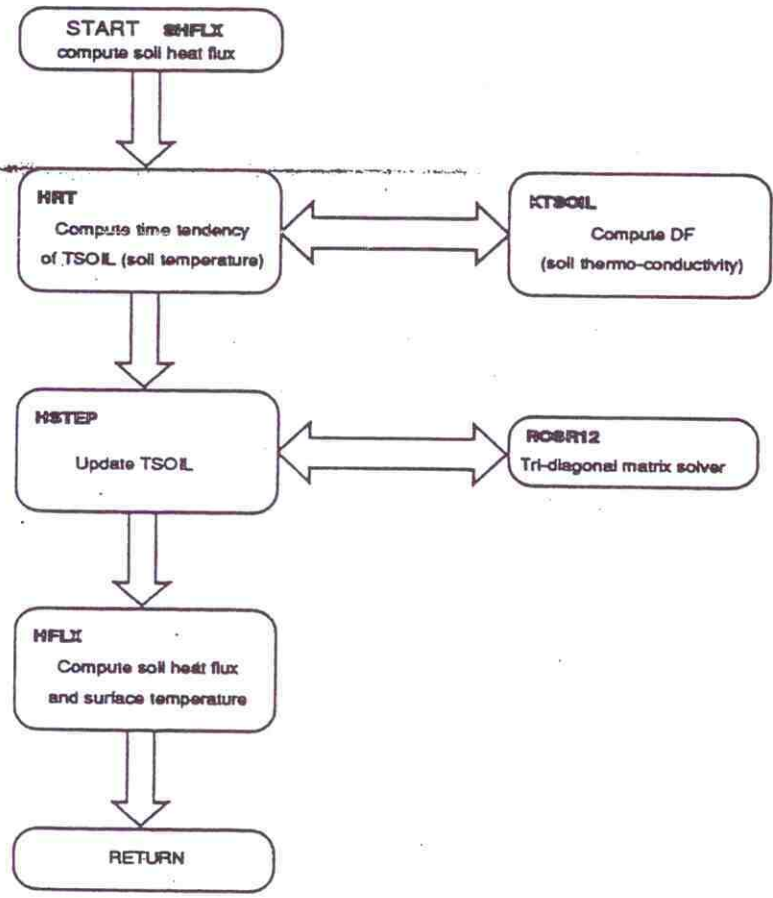 START SHFLX
compute soil heat flux
HRT
Compute time tendency
of TSOIL (soil temperature)
KTSOIL
Compute DF
(soil thermo-conductivity)
HSTEP
Update TSOIL
ROSR12
Tri-diagonal matrix solver
HFLX
Compute soil heat flux
and surface temperature
RETURN